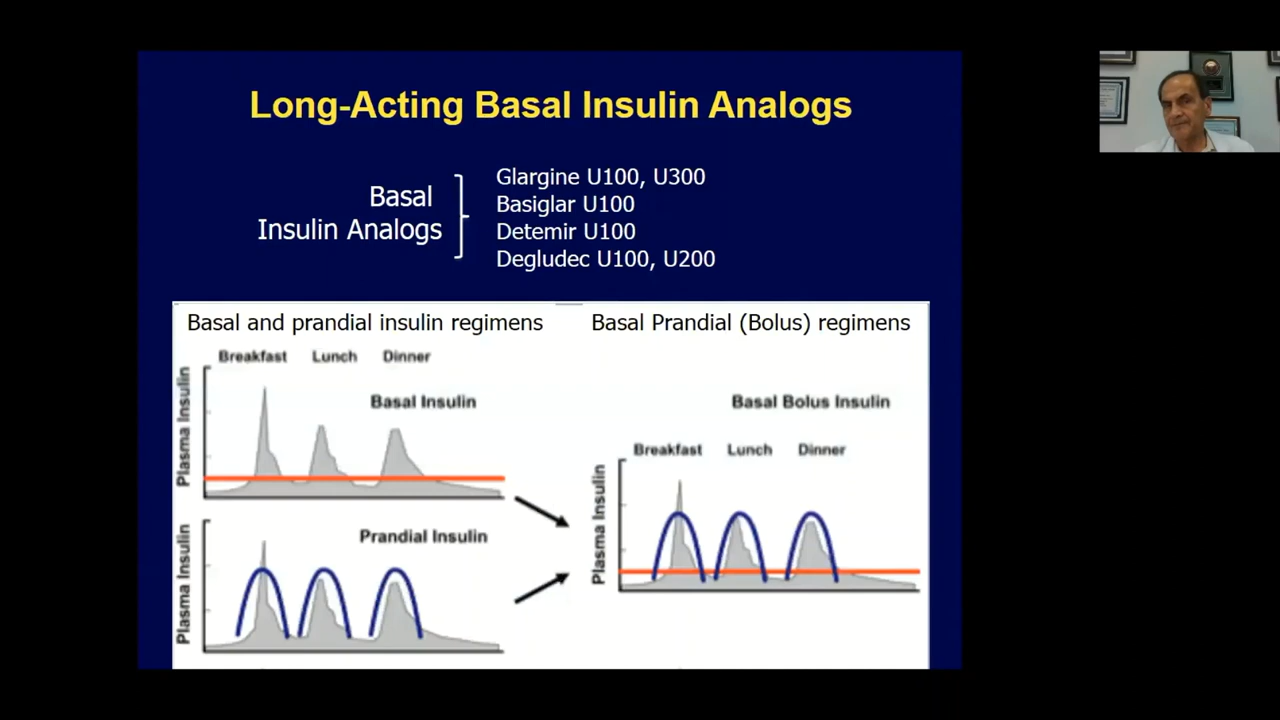 Long-Acting Basal Insulin Analogs
Basal
Insulin Analogs
Glargine U100, U300
Basiglar U100
Detemir U100
Degludec U100, U200
Basal and prandial insulin regimens
Breakfast Lunch Dinner
Basal Insulin
Plasma Insulin
Prandial Insulin
Plasma Insulin
Basal Prandial (Bolus) regimens
Basal Bolus Insulin
Breakfast Lunch Dinner
Plasma Insulin